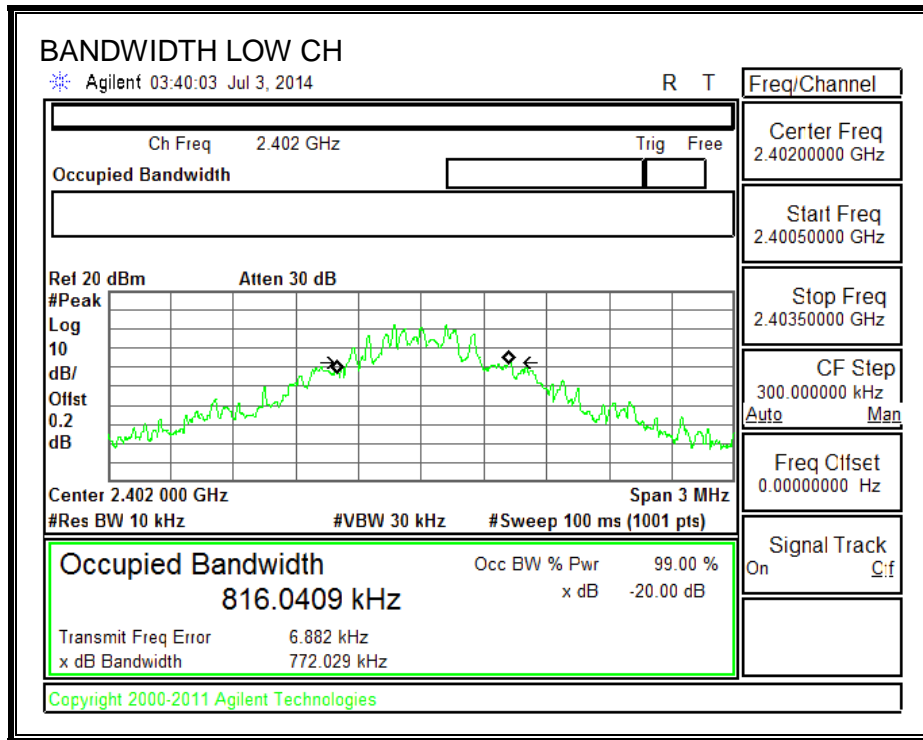 BANDWIDTH LOW CH
Agilent 03:40:03 Jul 3, 2014 R T
Ch Freq 2.402 GHz Trig Free
Occupied Bandwidth
Ref 20 dBm Atten 30 dB
#Peak
Log
10
dB/
Offst
0.2
dB
Center 2.402 000 GHz Span 3 MHz
#Res BW 10 kHz #VBW 30 kHz #Sweep 100 ms (1001 pts)
Occupied Bandwidth Occ BW % Pwr 99.00 %
816.0409 kHz x dB -20.00 dB
Transmit Freq Error 6.882 kHz
x dB Bandwidth 772.029 kHz
Copyright 2000-2011 Agilent Technologies
Freq/Channel
Center Freq
2.40200000 GHz
Start Freq
2.40050000 GHz
Stop Freq
2.40350000 GHz
CF Step
300.000000 kHz
Auto Man
Freq Offset
0.00000000 Hz
Signal Track
On Off